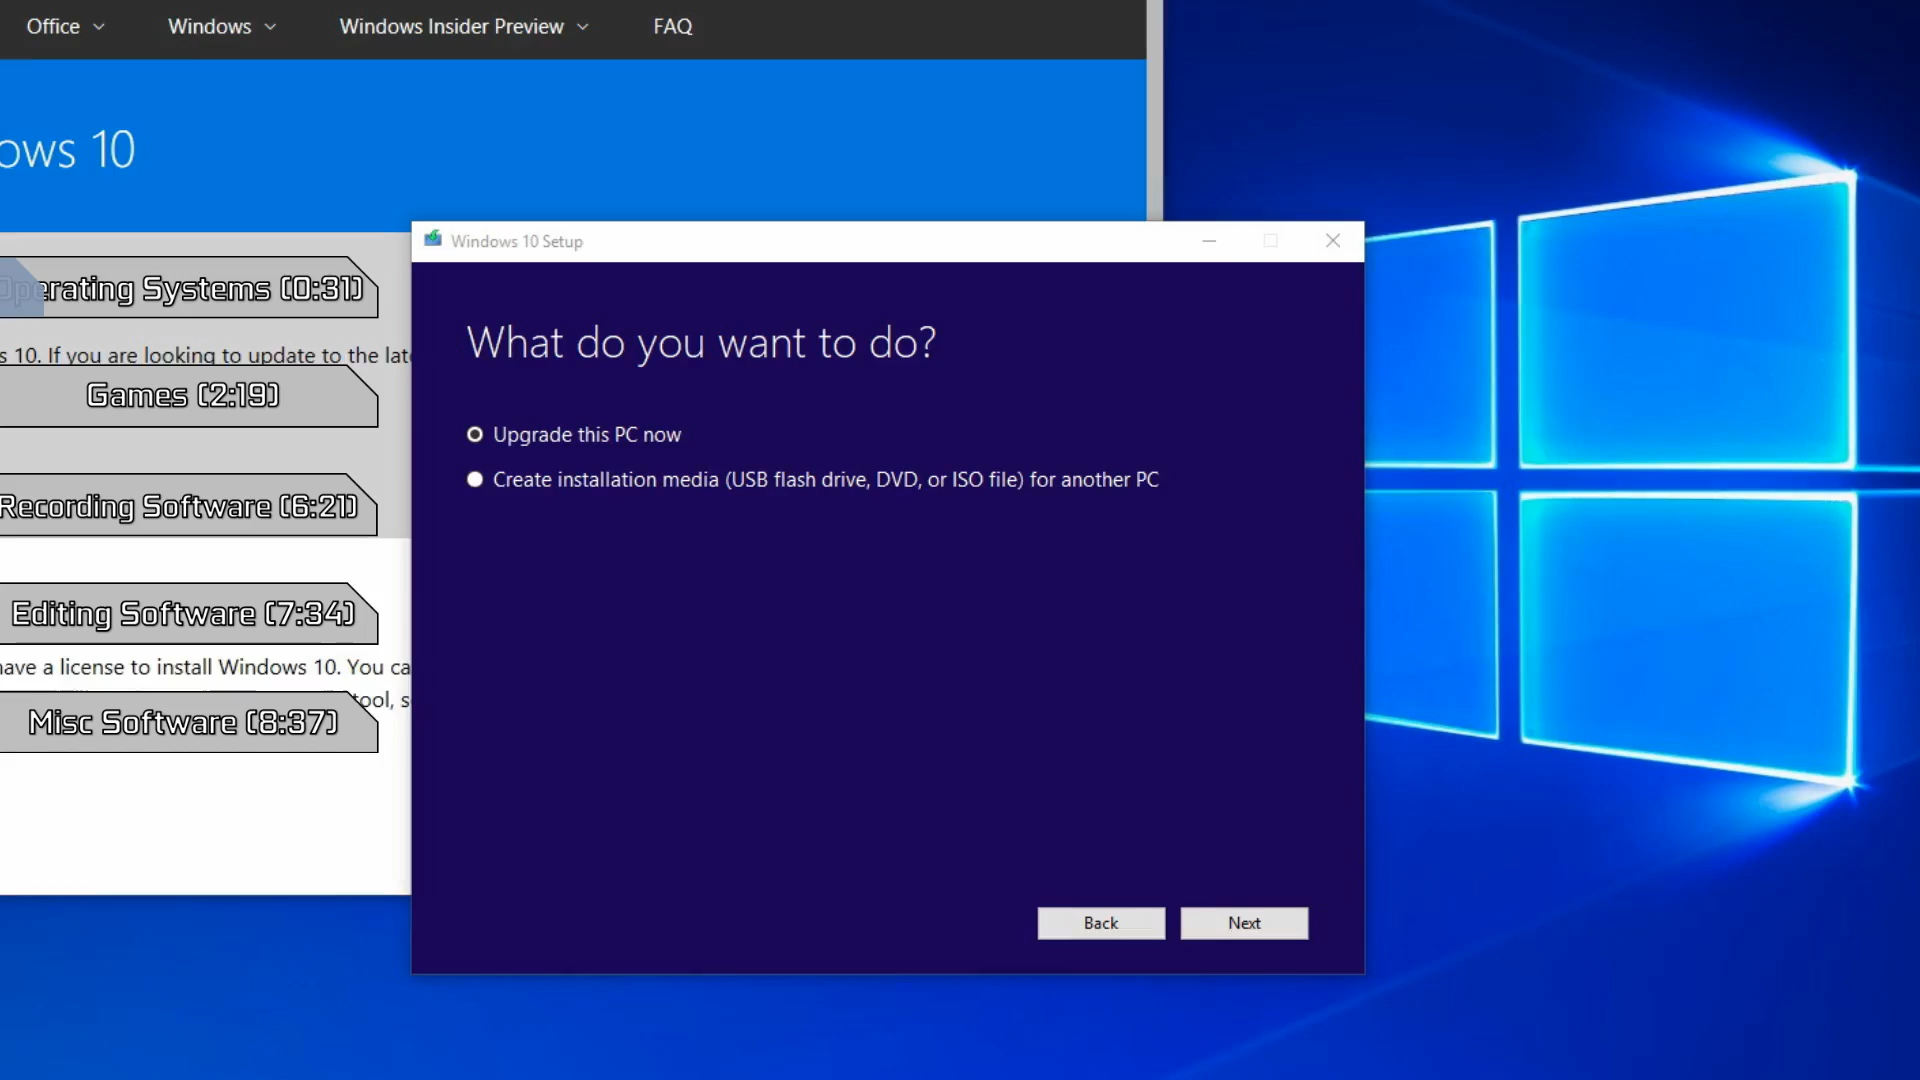 Office
Windows
Windows Insider Preview
FAQ
ows 10
Windows 10 Setup
Operating Systems (0:31)
s 10. If you are looking to update to the late
Games (2:19)
Recording Software (6:21)
Editing Software (7:34)
have a license to install Windows 10. You ca
tool, s
Misc Software (8:37)
What do you want to do?
Upgrade this PC now
Create installation media (USB flash drive, DVD, or ISO file) for another PC
Back
Next